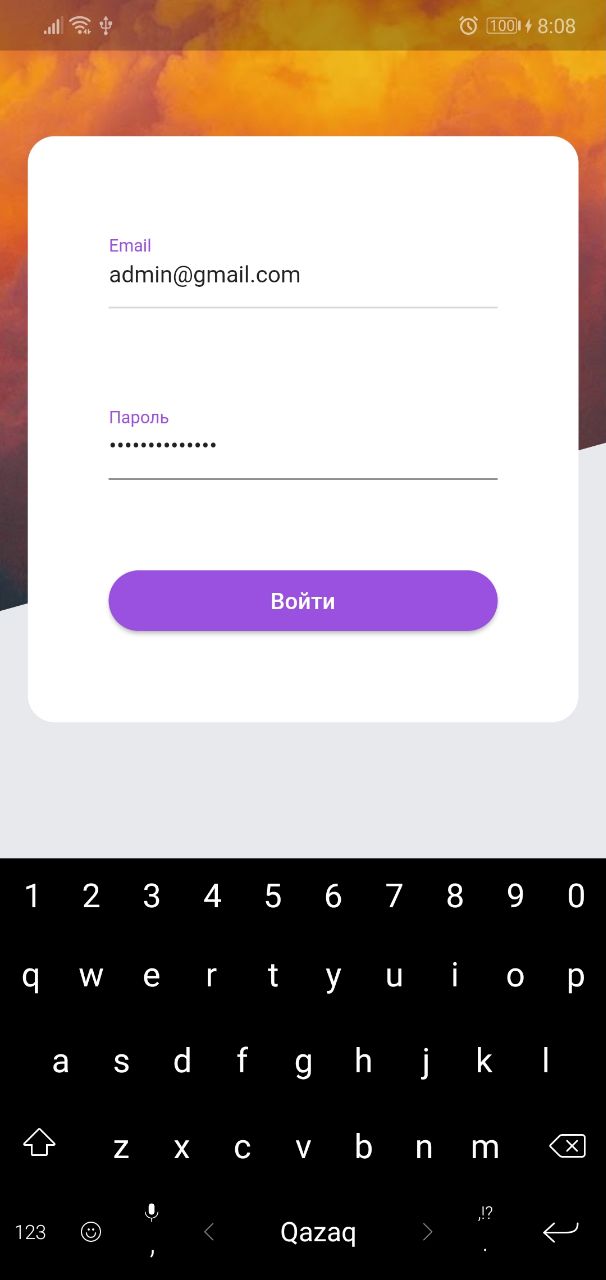 100 8:08
Email
admin@gmail.com
Пароль
••••••••••••••
Войти
1 2 3 4 5 6 7 8 9 0
q w e r t y u i o p
a s d f g h j k l
z x c v b n m
,!?
123 , < Qazaq > .